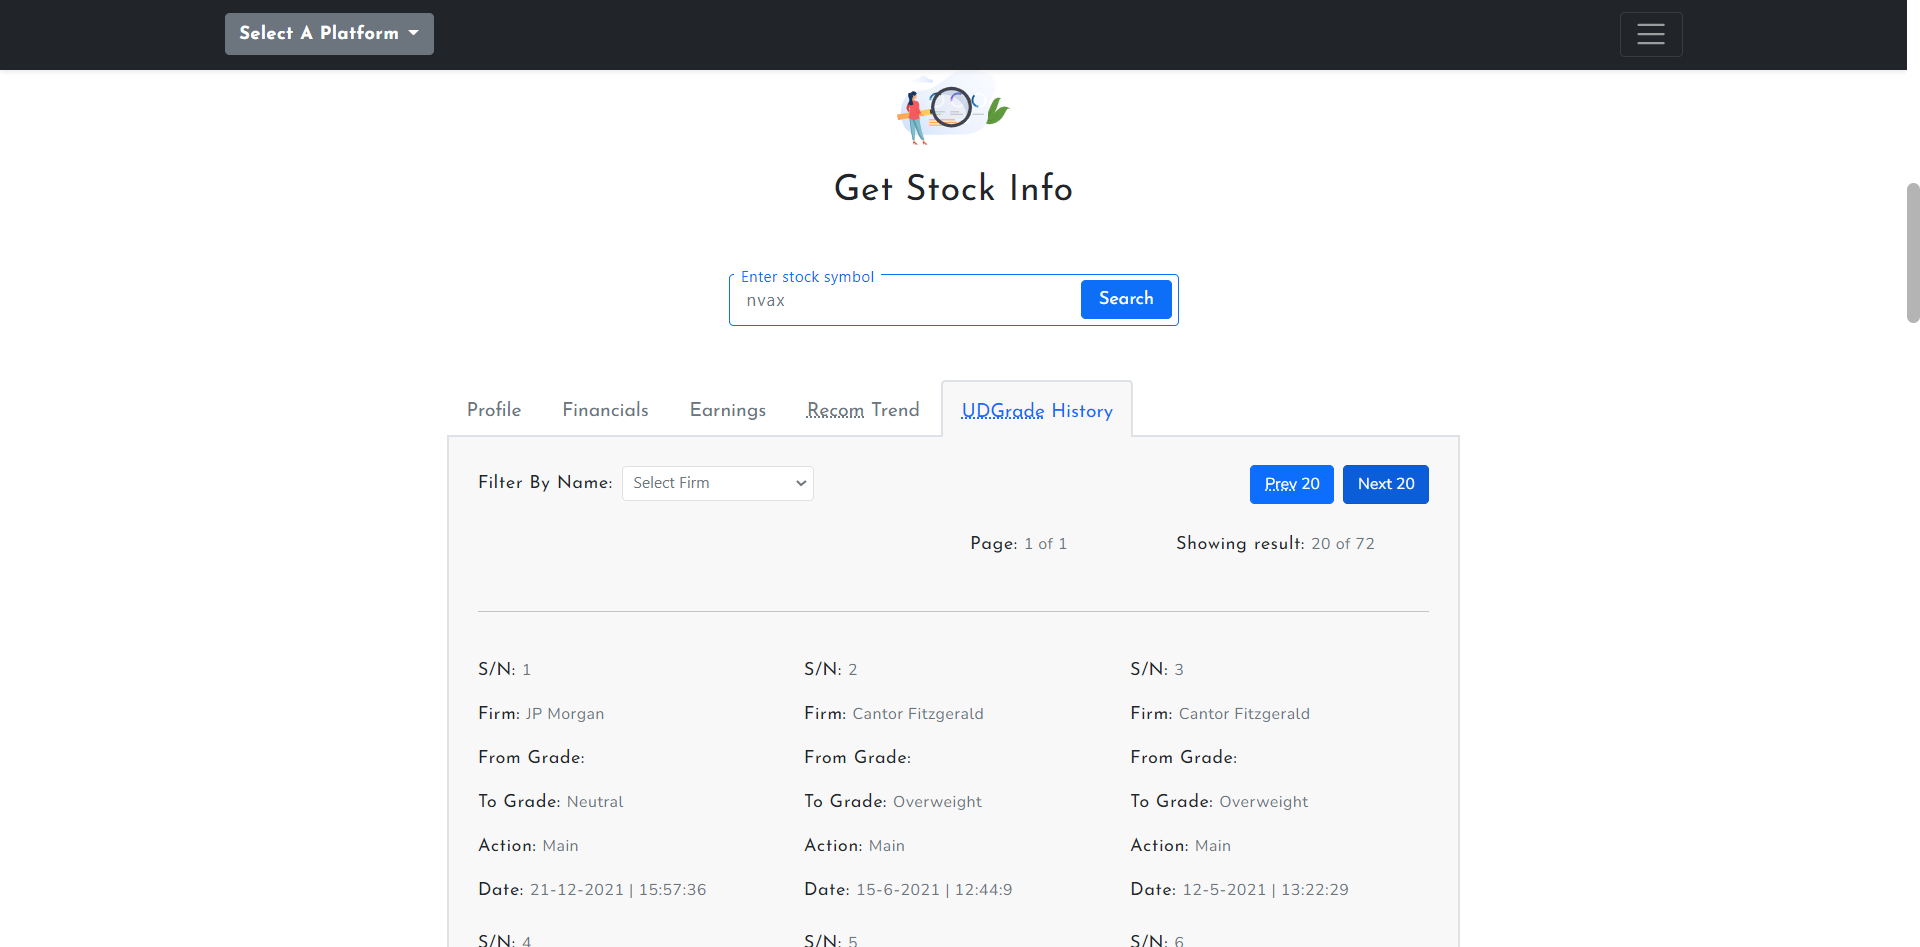 Select A Platform
Get Stock Info
Enter stock symbol
nvax
Search
Profile Financials Earnings Recom Trend UDGrade History
Filter By Name: Select Firm Prev 20 Next 20
Page: 1 of 1 Showing result: 20 of 72
S/N: 1 S/N: 2 S/N: 3
Firm: JP Morgan Firm: Cantor Fitzgerald Firm: Cantor Fitzgerald
From Grade: From Grade: From Grade:
To Grade: Neutral To Grade: Overweight To Grade: Overweight
Action: Main Action: Main Action: Main
Date: 21-12-2021 | 15:57:36 Date: 15-6-2021 | 12:44:9 Date: 12-5-2021 | 13:22:29
S/N: 4 S/N: 5 S/N: 6